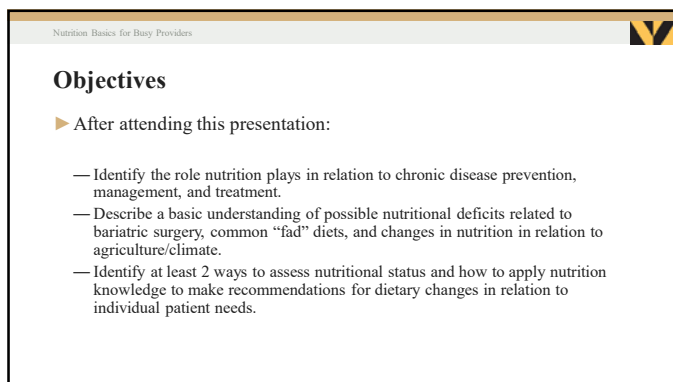 Nutrition Basics for Busy Providers
Objectives
After attending this presentation:
— Identify the role nutrition plays in relation to chronic disease prevention,
management, and treatment.
— Describe a basic understanding of possible nutritional deficits related to
bariatric surgery, common “fad” diets, and changes in nutrition in relation to
agriculture/climate.
— Identify at least 2 ways to assess nutritional status and how to apply nutrition
knowledge to make recommendations for dietary changes in relation to
individual patient needs.